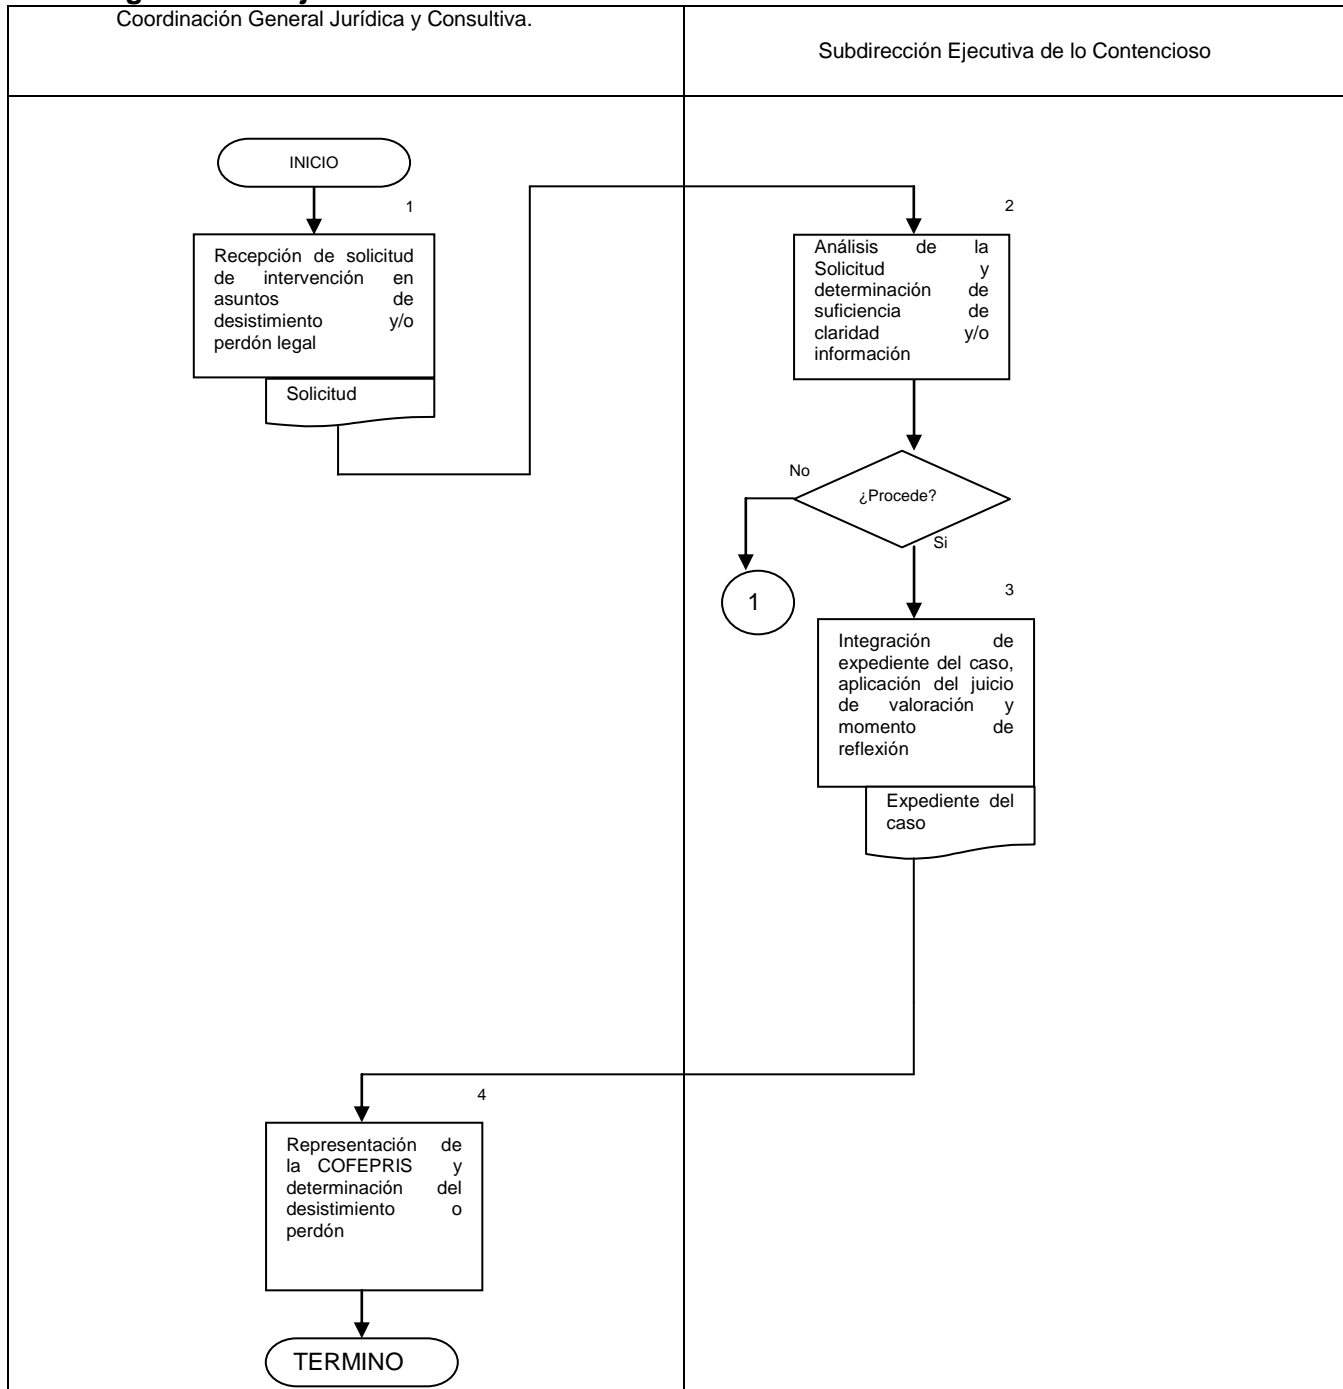 Coordinación General Jurídica y Consultiva.
Subdirección Ejecutiva de lo Contencioso
INICIO
1
Recepción de solicitud
de intervención en
asuntos de
desistimiento y/o
perdón legal
Solicitud
2
Análisis de la
Solicitud y
determinación de
suficiencia de
claridad y/o
información
¿Procede?
No
Si
1
3
Integración de
expediente del caso,
aplicación del juicio
de valoración y
momento de
reflexión
Expediente del
caso
4
Representación de
la COFEPRIS y
determinación del
desistimiento o
perdón
TERMINO